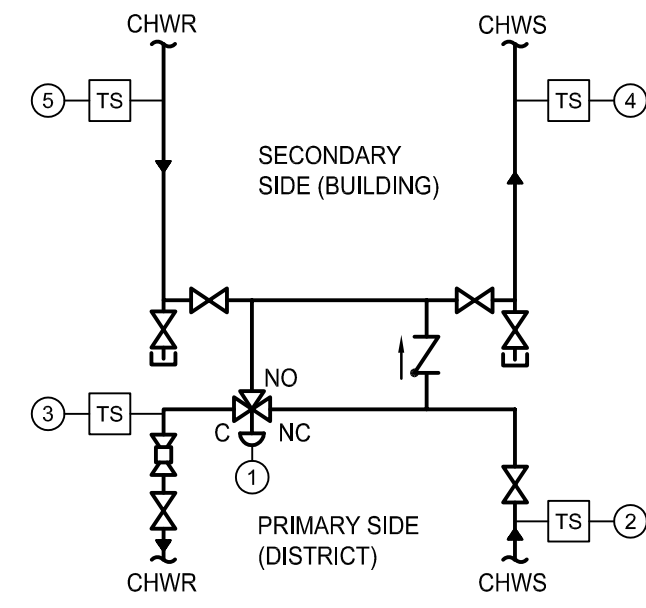 CHWR
CHWS
5
TS
TS
4
SECONDARY
SIDE (BUILDING)
NO
3
TS
C
NC
1
PRIMARY SIDE
(DISTRICT)
TS
2
CHWR
CHWS